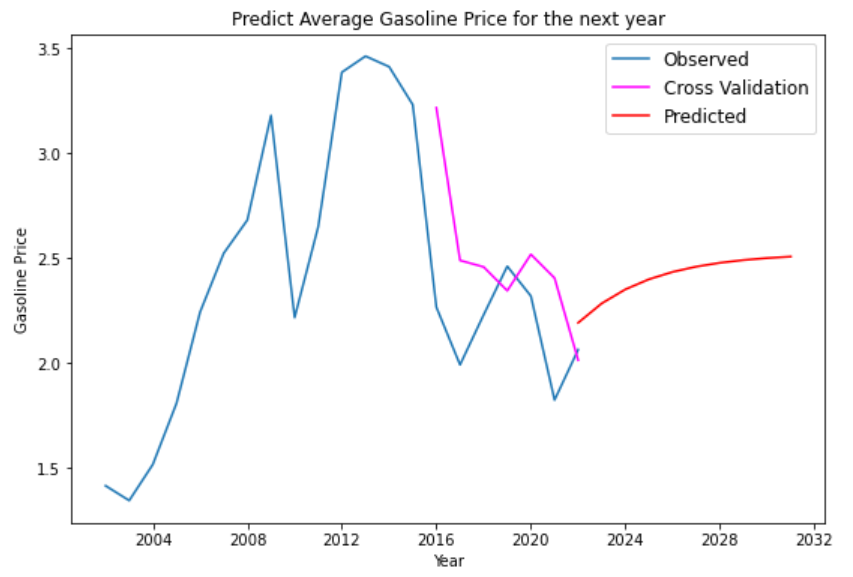 Predict Average Gasoline Price for the next year
Observed
Cross Validation
Predicted
3.5
3.0
2.5
2.0
1.5
Gasoline Price
2004 2008 2012 2016 2020 2024 2028 2032
Year